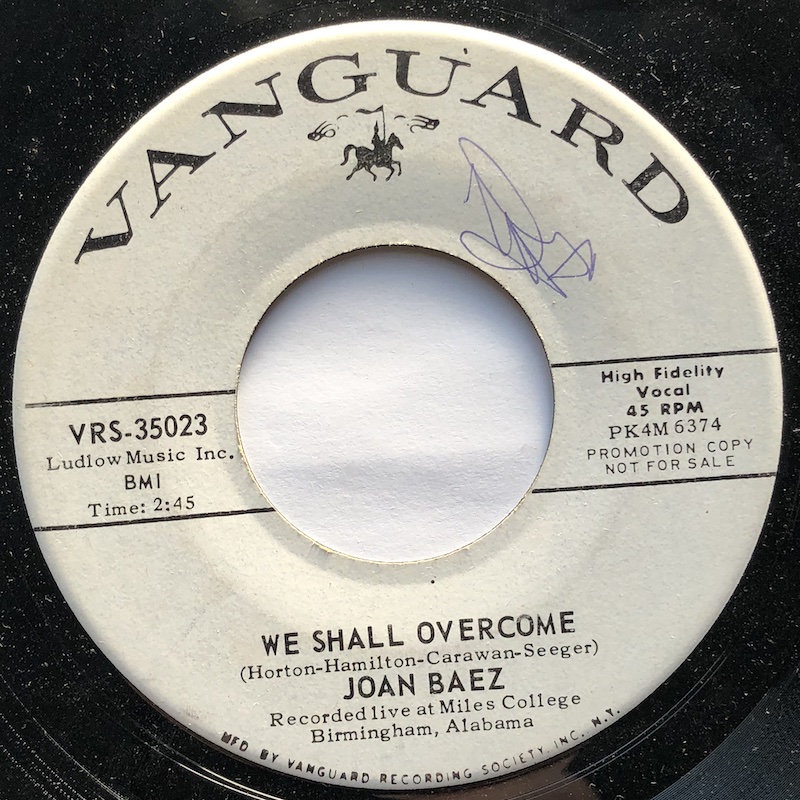 VANGUARD
VRS-35023
Ludlow Music Inc.
BMI
Time: 2:45
High Fidelity
Vocal
45 RPM
PK4M 6374
PROMOTION COPY
NOT FOR SALE
WE SHALL OVERCOME
(Horton-Hamilton-Carawan-Seeger)
JOAN BAEZ
Recorded live at Miles College
Birmingham, Alabama
MFD BY VANGUARD RECORDING SOCIETY, INC. N.Y.